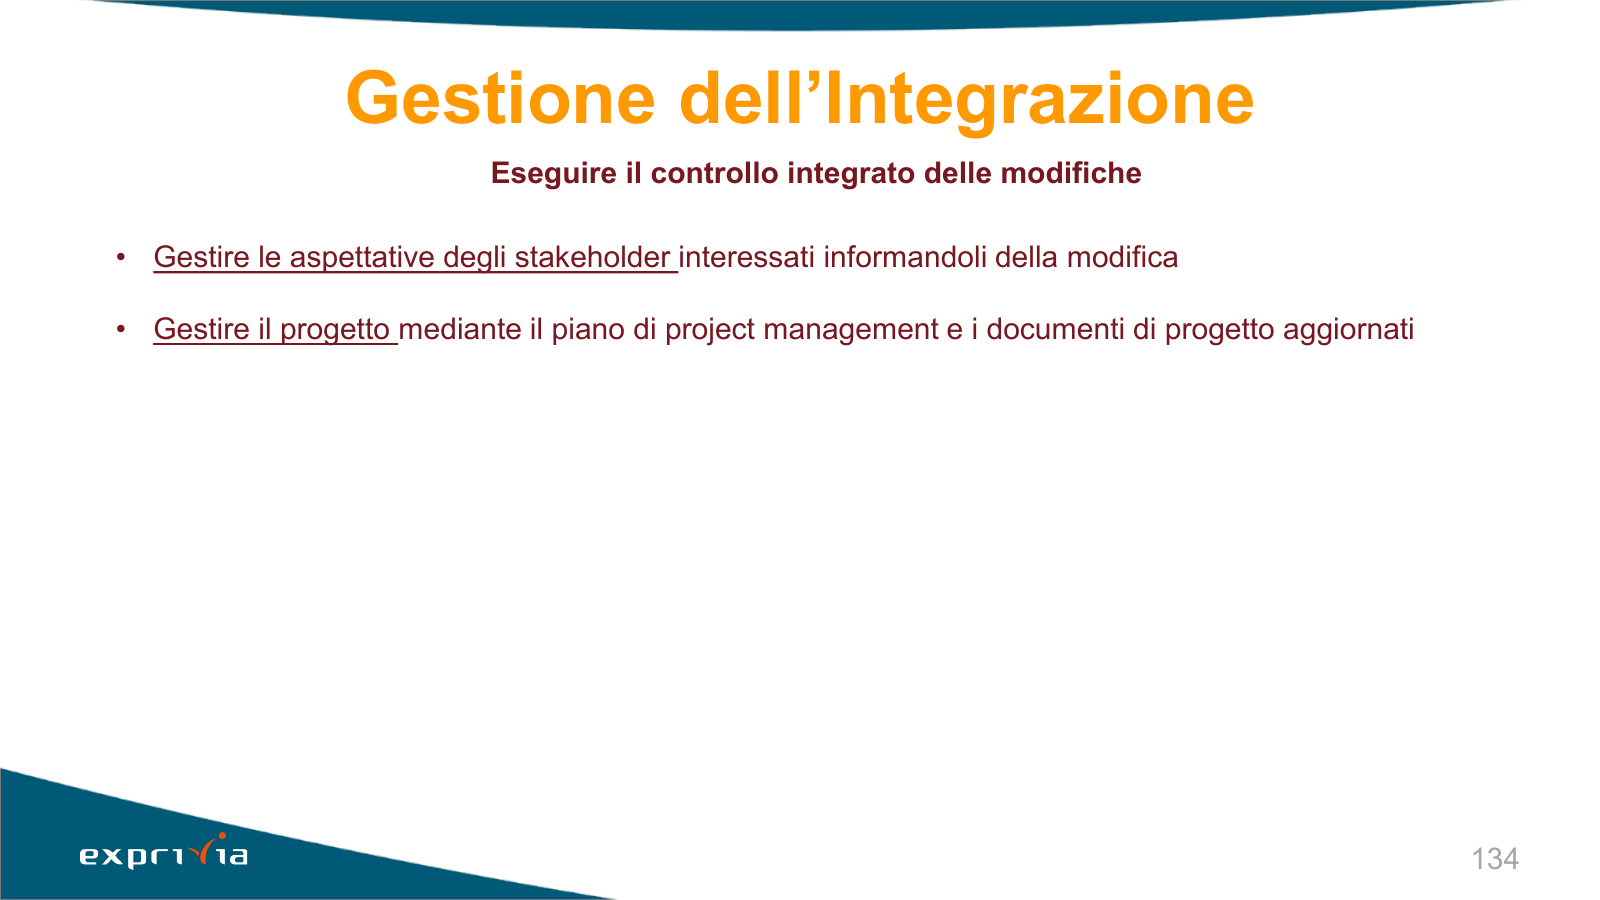 Gestione dell’Integrazione
Eseguire il controllo integrato delle modifiche
• Gestire le aspettative degli stakeholder interessati informandoli della modifica
• Gestire il progetto mediante il piano di project management e i documenti di progetto aggiornati
exprivia
134